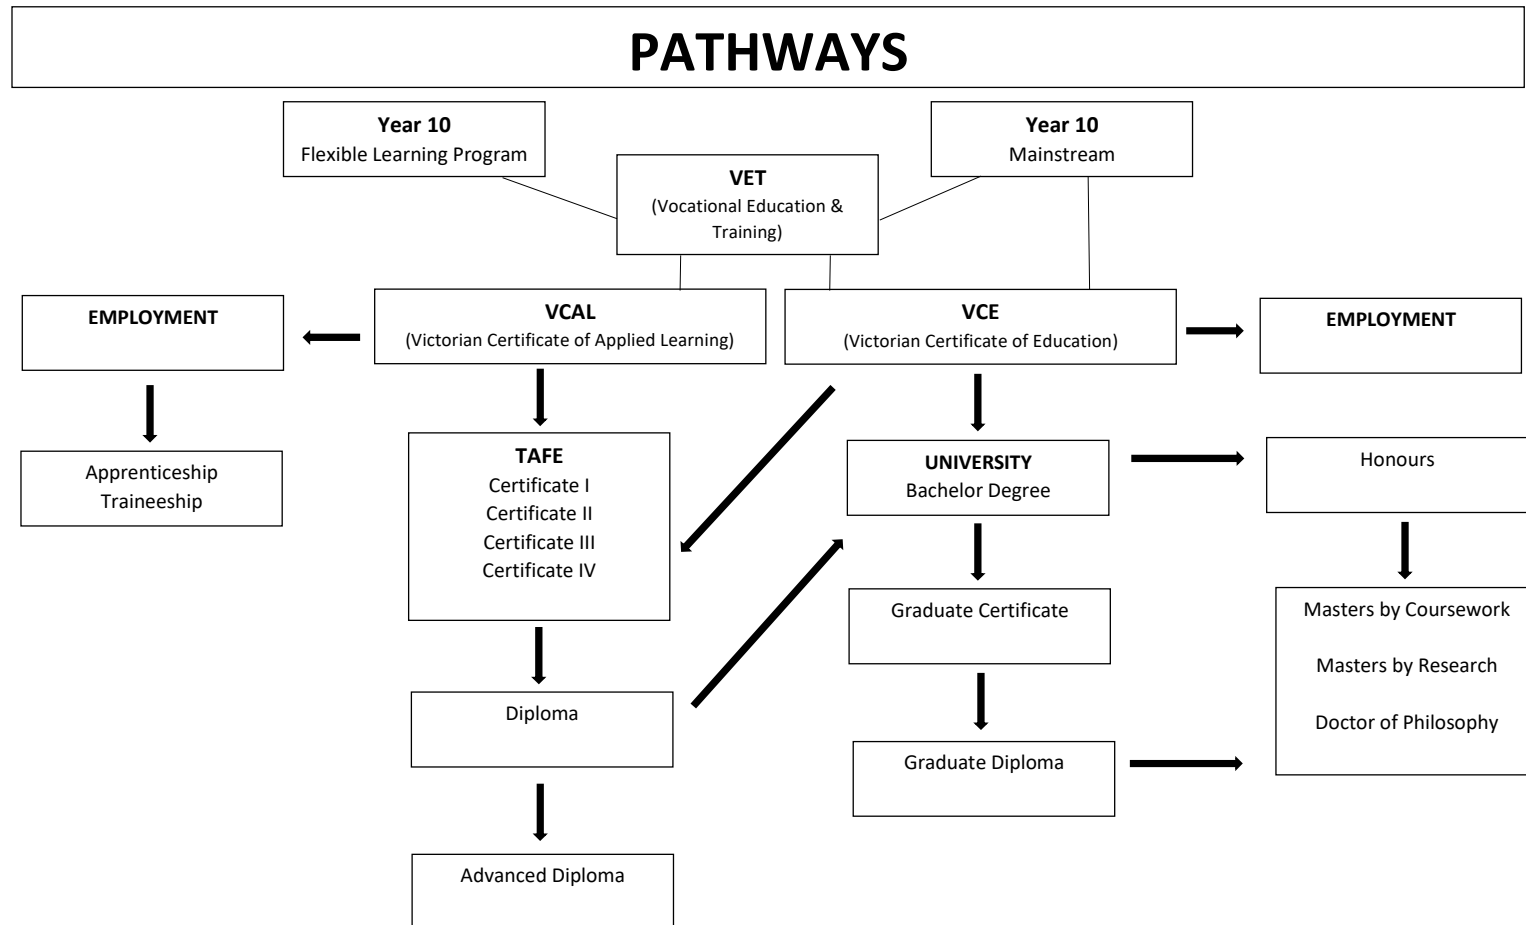 PATHWAYS
Year 10
Flexible Learning Program
Year 10
Mainstream
VET
(Vocational Education &
Training)
EMPLOYMENT
VCAL
(Victorian Certificate of Applied Learning)
VCE
(Victorian Certificate of Education)
EMPLOYMENT
Apprenticeship
Traineeship
TAFE
Certificate I
Certificate II
Certificate III
Certificate IV
UNIVERSITY
Bachelor Degree
Honours
Graduate Certificate
Masters by Coursework
Masters by Research
Doctor of Philosophy
Diploma
Graduate Diploma
Advanced Diploma